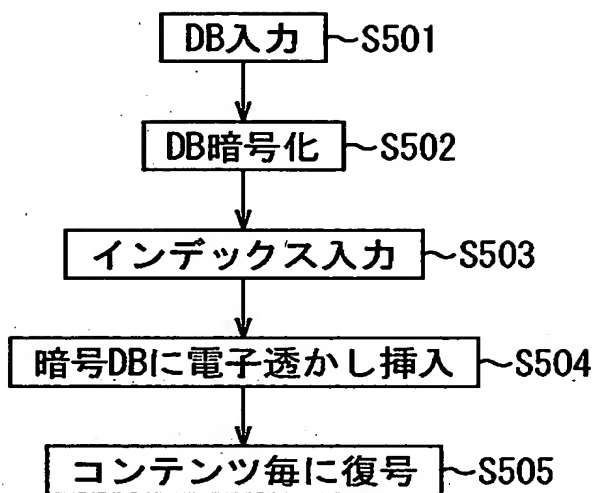 DB入力 ~S501
DB暗号化 ~S502
インデックス入力 ~S503
暗号DBに電子透かし挿入 ~S504
コンテンツ毎に復号 ~S505